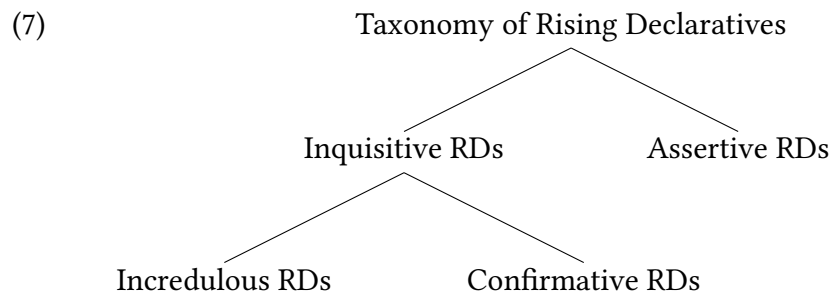 (7) Taxonomy of Rising Declaratives
Inquisitive RDs Assertive RDs
Incredulous RDs Confirmative RDs